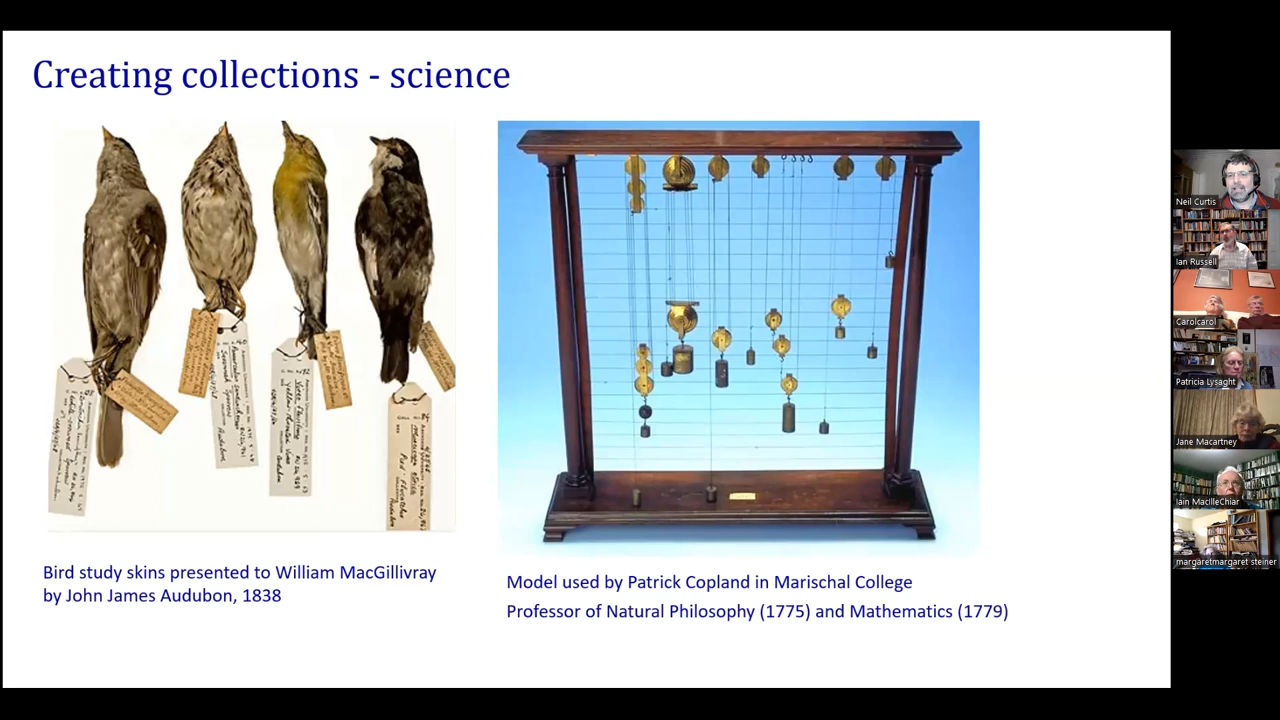 Creating collections - science
Bird study skins presented to William MacGillivray
by John James Audubon, 1838
Model used by Patrick Copland in Marischal College
Professor of Natural Philosophy (1775) and Mathematics (1779)
Neil Curtis
Ian Russell
Carolcarol
Patricia Lysaght
Jane Macartney
Iain MacIlleChiar
margaretmargaret steiner